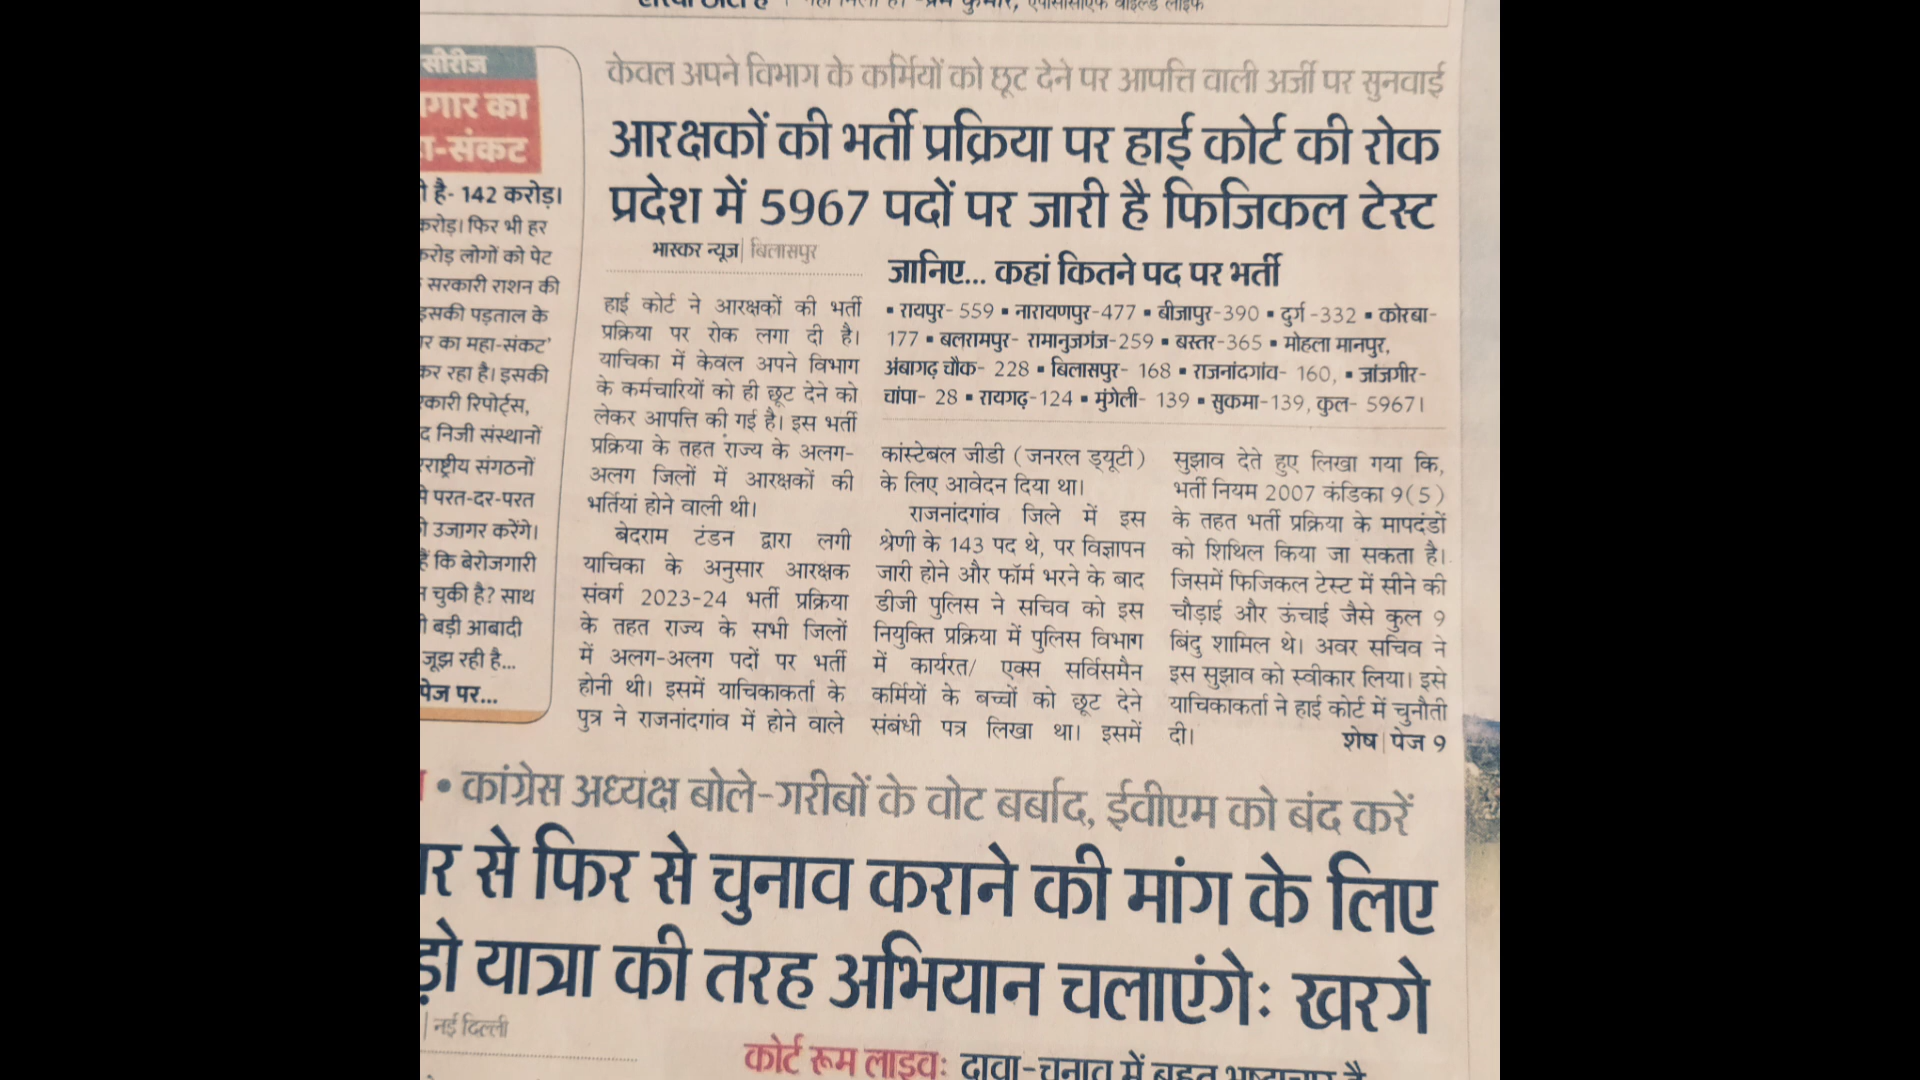 वाइल्ड लाइफ
सीरीज
गार का
-संकट
है- 142 करोड़।
करोड़। फिर भी हर
करोड़ लोगों को पेट
सरकारी राशन की
इसकी पड़ताल के
र का महा-संकट'
कर रहा है। इसकी
रकारी रिपोर्ट्स,
द निजी संस्थानों
राष्ट्रीय संगठनों
परत-दर-परत
उजागर करेंगे।
हैं कि बेरोजगारी
चुकी है? साथ
बड़ी आबादी
जूझ रही है...
पेज पर...
केवल अपने विभाग के कर्मियों को छूट देने पर आपत्ति वाली अर्जी पर सुनवाई
आरक्षकों की भर्ती प्रक्रिया पर हाई कोर्ट की रोक
प्रदेश में 5967 पदों पर जारी है फिजिकल टेस्ट
भास्कर न्यूज | बिलासपुर
हाई कोर्ट ने आरक्षकों की भर्ती
प्रक्रिया पर रोक लगा दी है।
याचिका में केवल अपने विभाग
के कर्मचारियों को ही छूट देने को
लेकर आपत्ति की गई है। इस भर्ती
प्रक्रिया के तहत राज्य के अलग-
अलग जिलों में आरक्षकों की
भर्तियां होने वाली थी।
बेदराम टंडन द्वारा लगी
याचिका के अनुसार आरक्षक
संवर्ग 2023-24 भर्ती प्रक्रिया
के तहत राज्य के सभी जिलों
में अलग-अलग पदों पर भर्ती
होनी थी। इसमें याचिकाकर्ता के
पुत्र ने राजनांदगांव में होने वाले
जानिए... कहां कितने पद पर भर्ती
▪ रायपुर- 559 ▪ नारायणपुर-477 ▪ बीजापुर-390 ▪ दुर्ग -332 ▪ कोरबा-
177 ▪ बलरामपुर- रामानुजगंज-259 ▪ बस्तर-365 ▪ मोहला मानपुर,
अंबागढ़ चौक- 228 ▪ बिलासपुर- 168 ▪ राजनांदगांव- 160, ▪ जांजगीर-
चांपा- 28 ▪ रायगढ़-124 ▪ मुंगेली- 139 ▪ सुकमा-139, कुल- 5967।
कांस्टेबल जीडी (जनरल ड्यूटी)
के लिए आवेदन दिया था।
राजनांदगांव जिले में इस
श्रेणी के 143 पद थे, पर विज्ञापन
जारी होने और फॉर्म भरने के बाद
डीजी पुलिस ने सचिव को इस
नियुक्ति प्रक्रिया में पुलिस विभाग
में कार्यरत/ एक्स सर्विसमैन
कर्मियों के बच्चों को छूट देने
संबंधी पत्र लिखा था। इसमें
सुझाव देते हुए लिखा गया कि,
भर्ती नियम 2007 कंडिका 9(5)
के तहत भर्ती प्रक्रिया के मापदंडों
को शिथिल किया जा सकता है।
जिसमें फिजिकल टेस्ट में सीने की
चौड़ाई और ऊंचाई जैसे कुल 9
बिंदु शामिल थे। अवर सचिव ने
इस सुझाव को स्वीकार लिया। इसे
याचिकाकर्ता ने हाई कोर्ट में चुनौती
दी।
शेष | पेज 9
• कांग्रेस अध्यक्ष बोले-गरीबों के वोट बर्बाद, ईवीएम को बंद करें
र से फिर से चुनाव कराने की मांग के लिए
ड़ो यात्रा की तरह अभियान चलाएंगे: खरगे
| नई दिल्ली
कोर्ट रूम लाइव: दावा-चुनाव में बहुत भ्रष्टाचार है